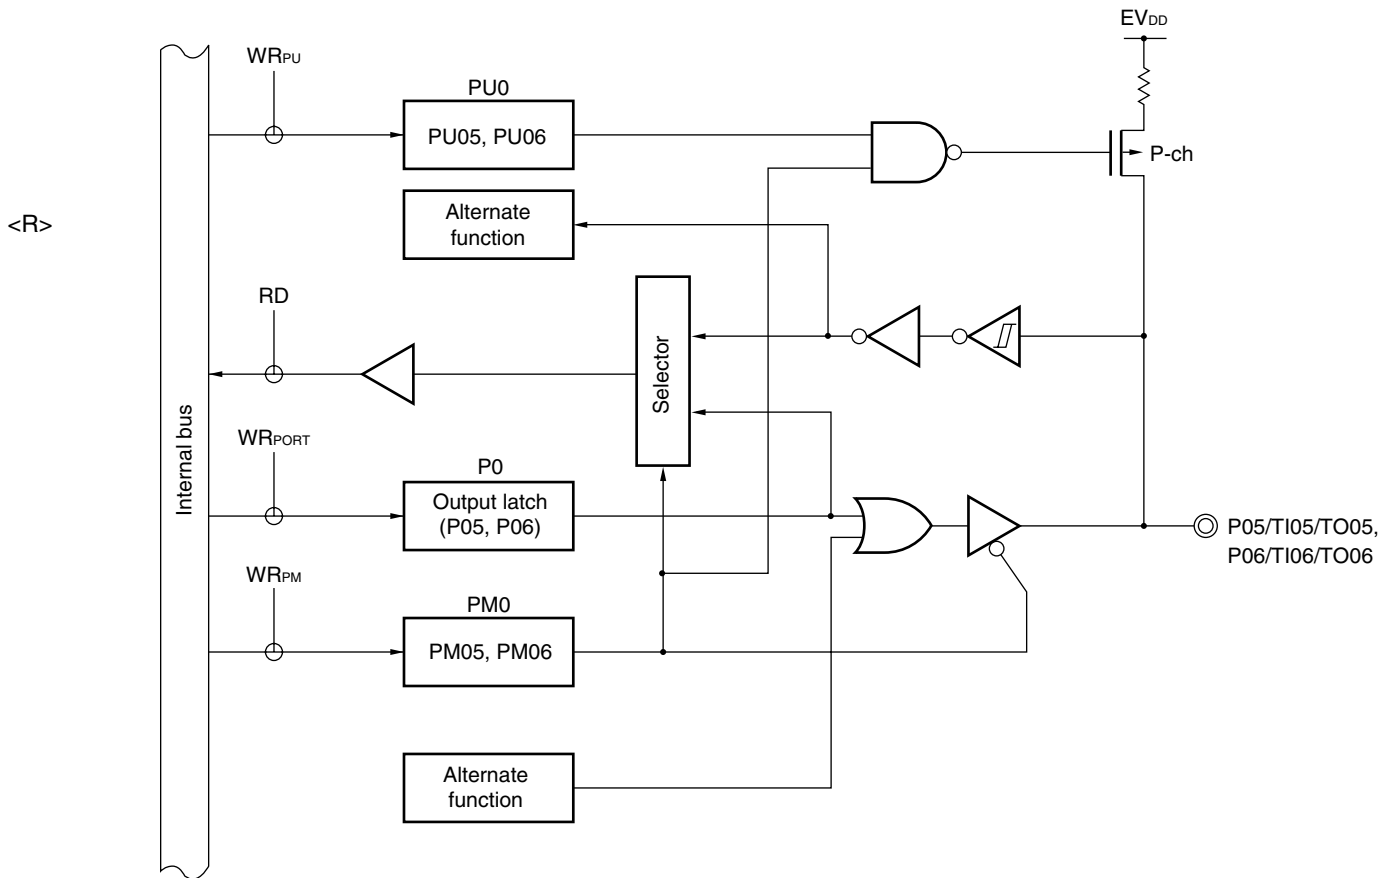 EVDD
WRPU
PU0
PU05, PU06
P-ch
<R>
Alternate
function
RD
Selector
Internal bus
WRPORT
P0
Output latch
(P05, P06)
P05/TI05/TO05,
P06/TI06/TO06
WRPM
PM0
PM05, PM06
Alternate
function